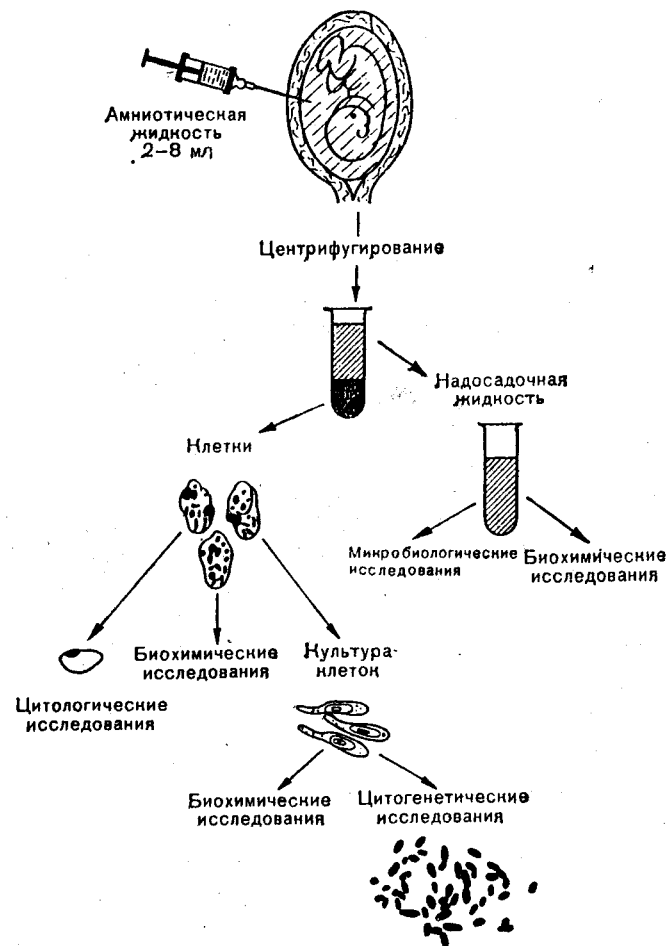 Амниотическая
жидкость
2–8 мл
Центрифугирование
Надосадочная
жидкость
Клетки
Микробиологические
исследования
Биохимические
исследования
Биохимические
исследования
Культура-
клеток
Цитологические
исследования
Биохимические
исследования
Цитогенетические
исследования